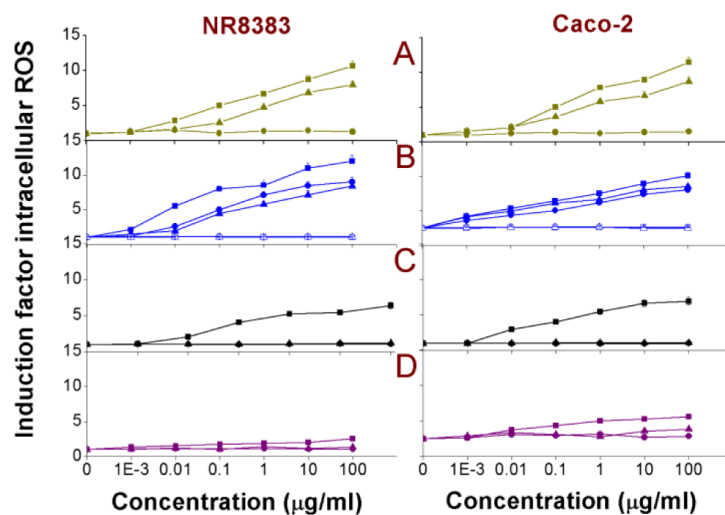 NR8383
Caco-2
Induction factor intracellular ROS
A
15
10
5
B
15
10
5
C
15
10
5
D
15
10
5
0
0 1E-3 0.01 0.1 1 10 100
0 1E-3 0.01 0.1 1 10 100
Concentration (μg/ml)
Concentration (μg/ml)